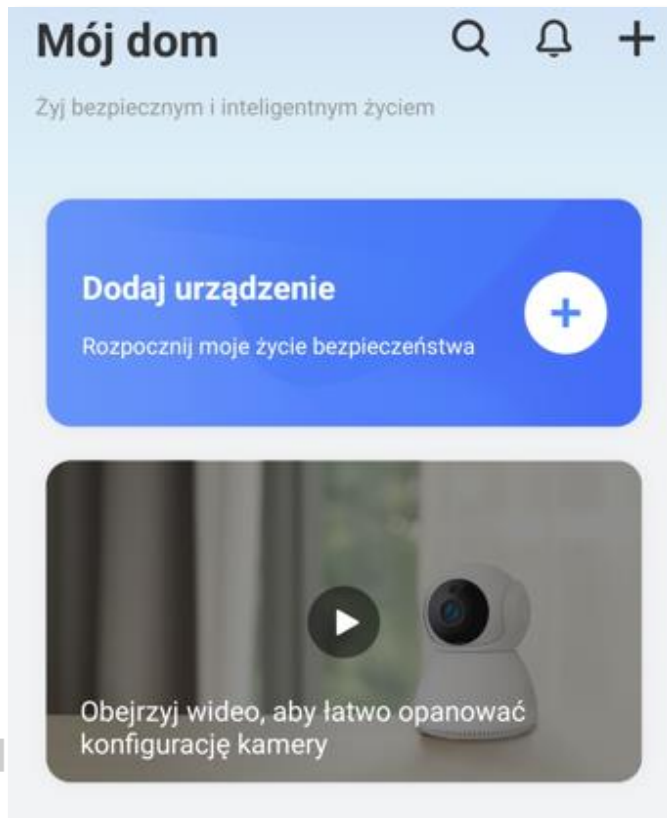 Mój dom
Żyj bezpiecznym i inteligentnym życiem
Dodaj urządzenie
Rozpocznij moje życie bezpieczeństwa
Obejrzyj wideo, aby łatwo opanować
konfigurację kamery